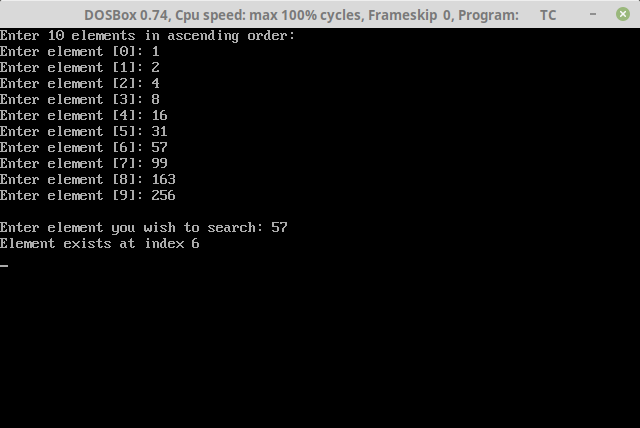 DOSBox 0.74, Cpu speed: max 100% cycles, Frameskip 0, Program: TC
Enter 10 elements in ascending order:
Enter element [0]: 1
Enter element [1]: 2
Enter element [2]: 4
Enter element [3]: 8
Enter element [4]: 16
Enter element [5]: 31
Enter element [6]: 57
Enter element [7]: 99
Enter element [8]: 163
Enter element [9]: 256
Enter element you wish to search: 57
Element exists at index 6